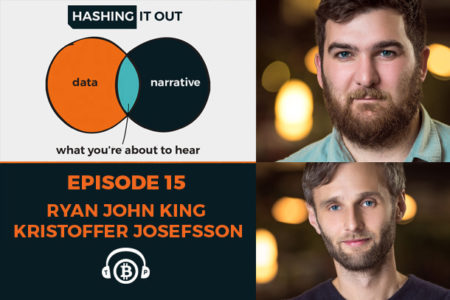 HASHING IT OUT
data
narrative
what you're about to hear
EPISODE 15
RYAN JOHN KING
KRISTOFFER JOSEFSSON
T P